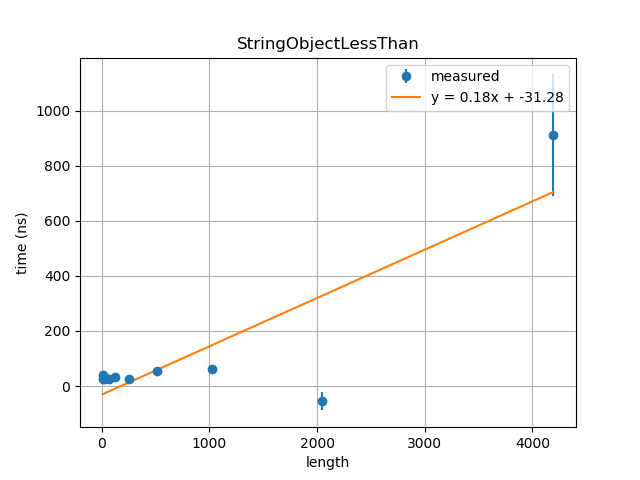 StringObjectLessThan
measured
y = 0.18x + -31.28
1000
800
600
400
200
0
time (ns)
0 1000 2000 3000 4000
length